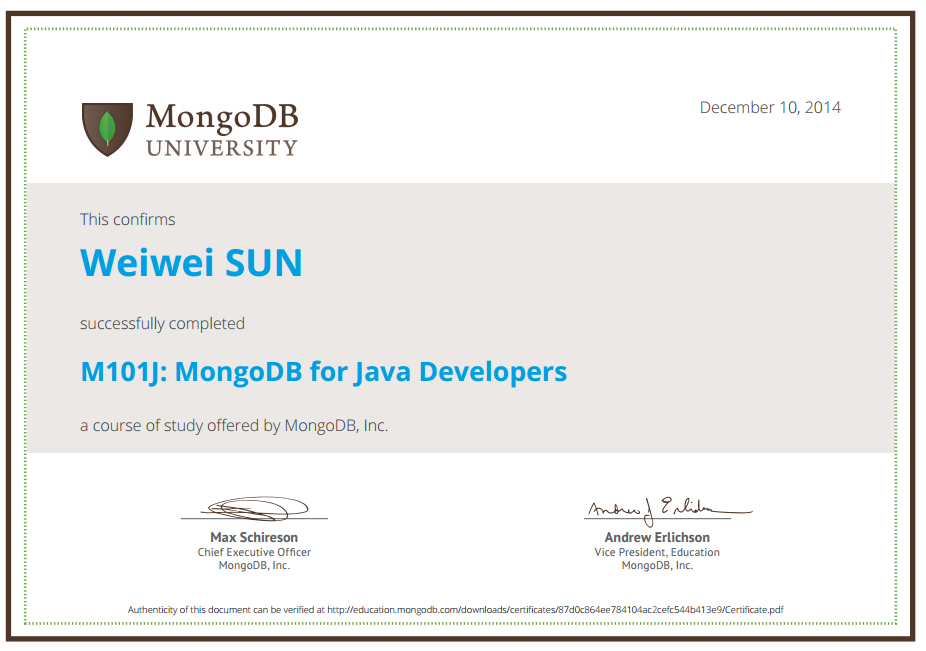 MongoDB
UNIVERSITY
December 10, 2014
This confirms
Weiwei SUN
successfully completed
M101J: MongoDB for Java Developers
a course of study offered by MongoDB, Inc.
Andrew J Erlichson
Max Schireson
Chief Executive Officer
MongoDB, Inc.
Andrew Erlichson
Vice President, Education
MongoDB, Inc.
Authenticity of this document can be verified at http://education.mongodb.com/downloads/certificates/87d0c864ee784104ac2cefc544b413e9/Certificate.pdf